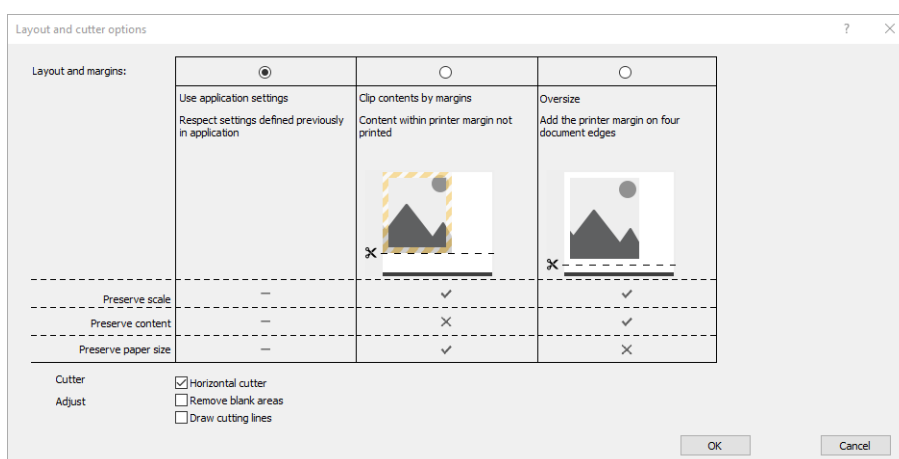 Layout and cutter options
?
Layout and margins:
Use application settings
Respect settings defined previously
in application
Clip contents by margins
Content within printer margin not
printed
Oversize
Add the printer margin on four
document edges
Preserve scale
Preserve content
Preserve paper size
Cutter
Horizontal cutter
Adjust
Remove blank areas
Draw cutting lines
OK
Cancel